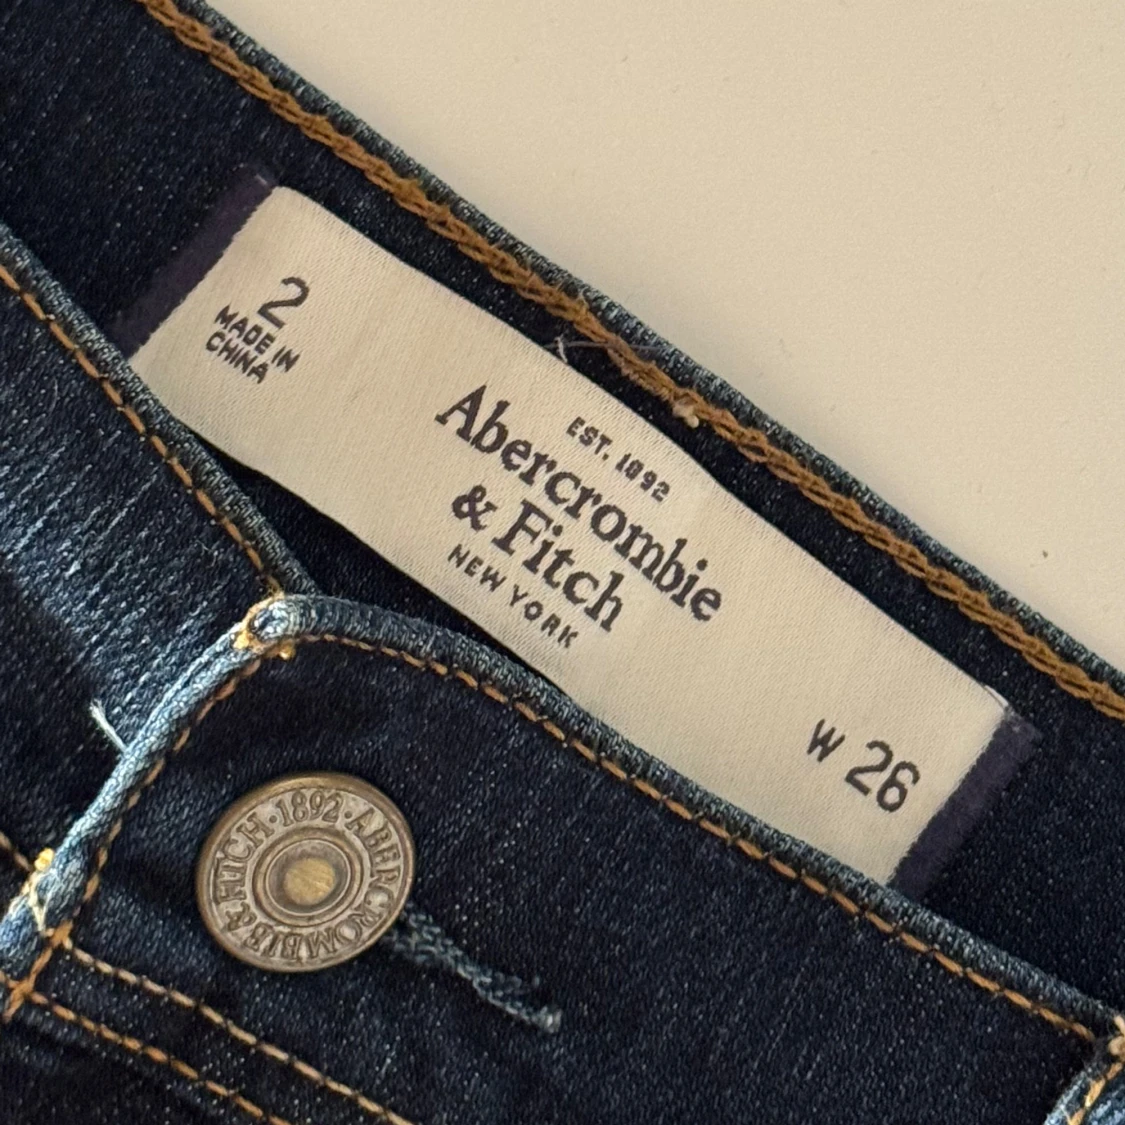 2
MADE IN
CHINA
EST. 1892
Abercrombie
& Fitch
NEW YORK
W 26
ABERCROMBIE & FITCH · 1892 ·